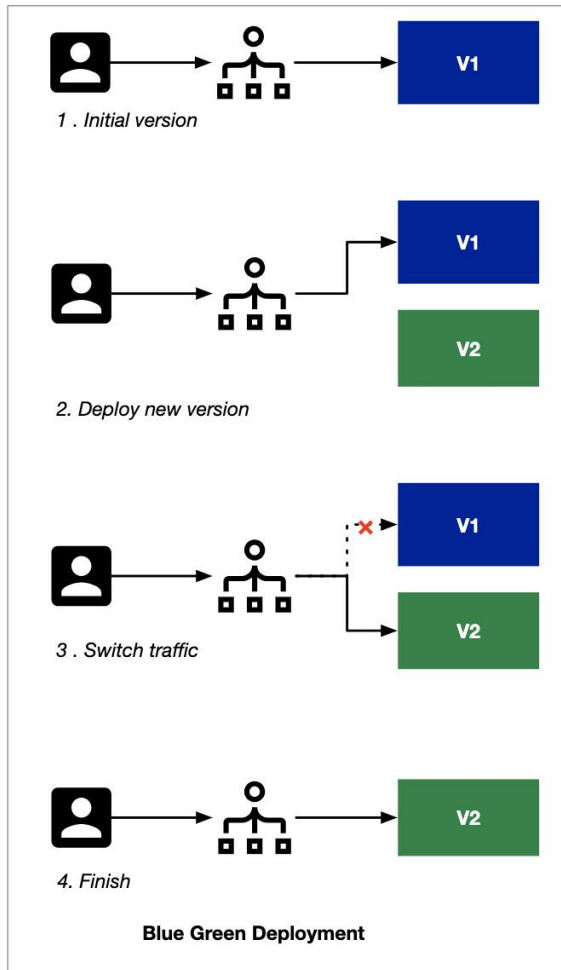 V1
1 . Initial version
V1
V2
2. Deploy new version
V1
V2
3 . Switch traffic
V2
4. Finish
Blue Green Deployment